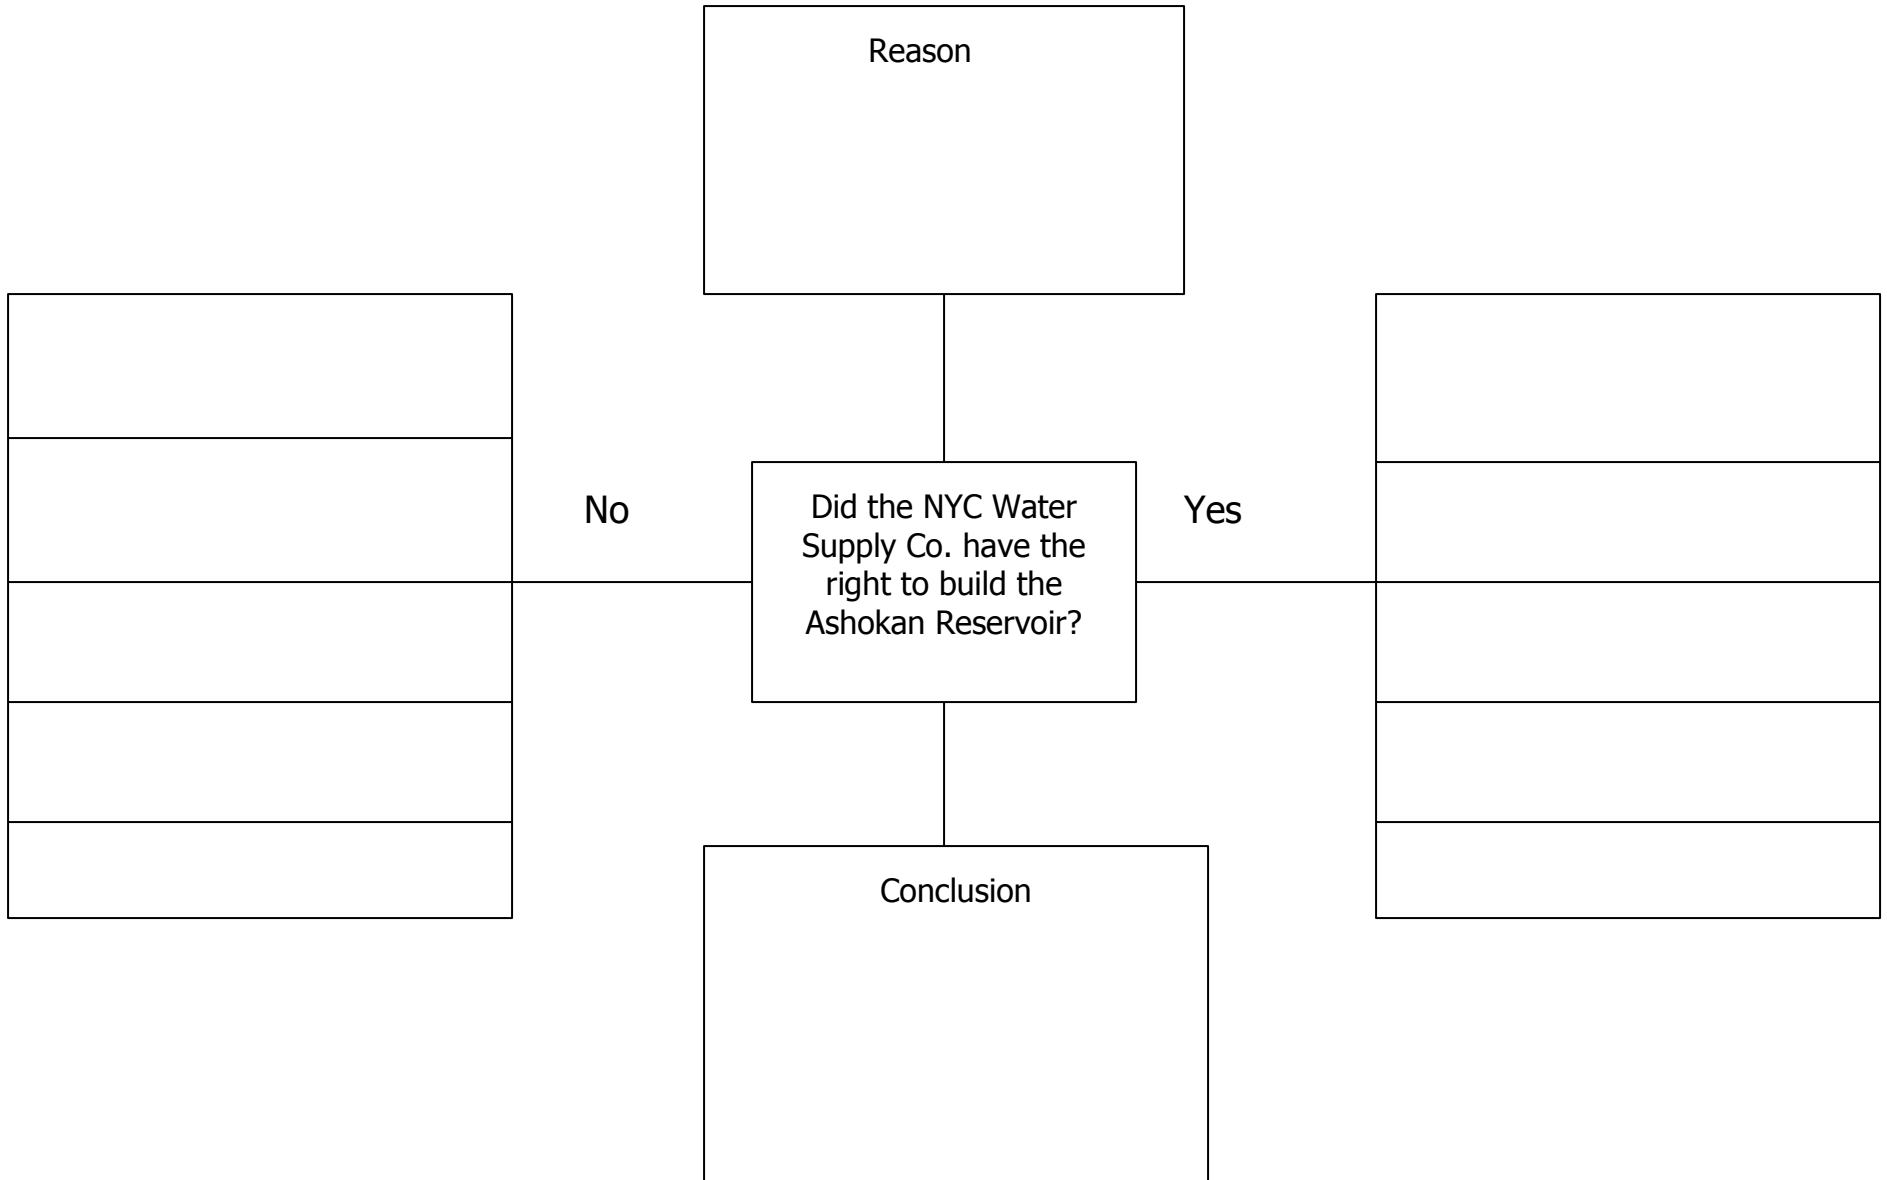 Reason
No
Did the NYC Water
Supply Co. have the
right to build the
Ashokan Reservoir?
Yes
Conclusion